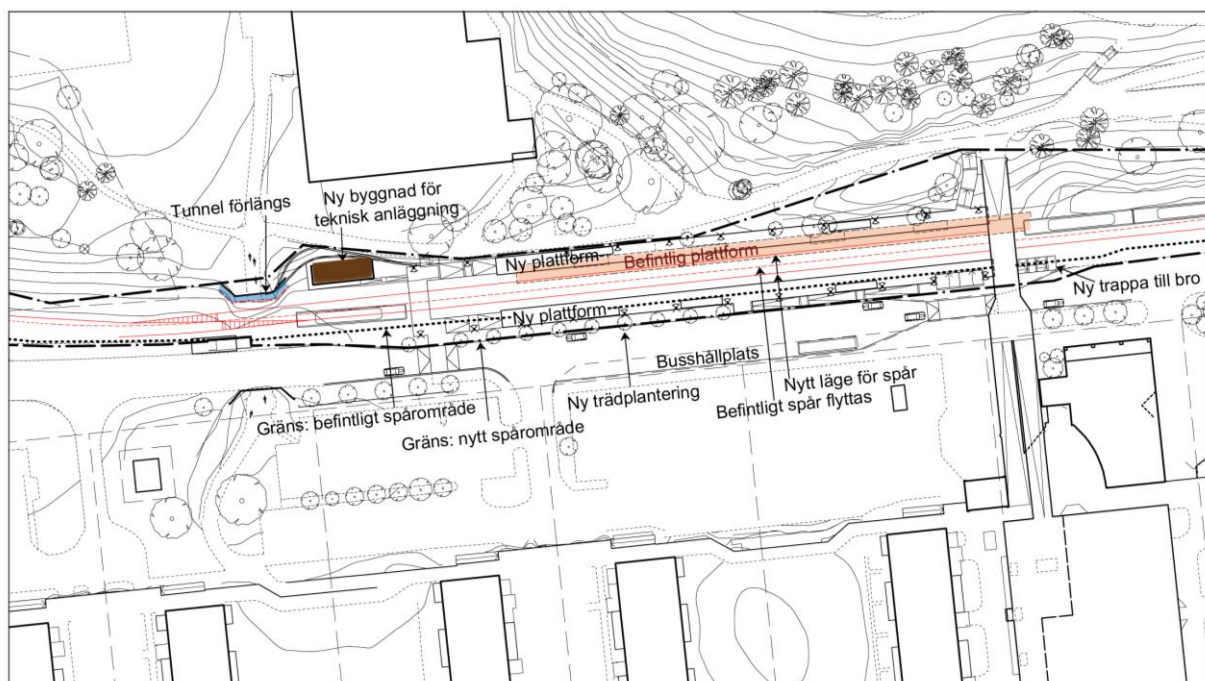 Tunnel förlängs
Ny byggnad för
teknisk anläggning
Ny plattform
Befintlig plattform
Ny plattform
Ny trappa till bro
Busshållplats
Nytt läge för spår
Befintligt spår flyttas
Ny trädplantering
Gräns: befintligt spårområde
Gräns: nytt spårområde